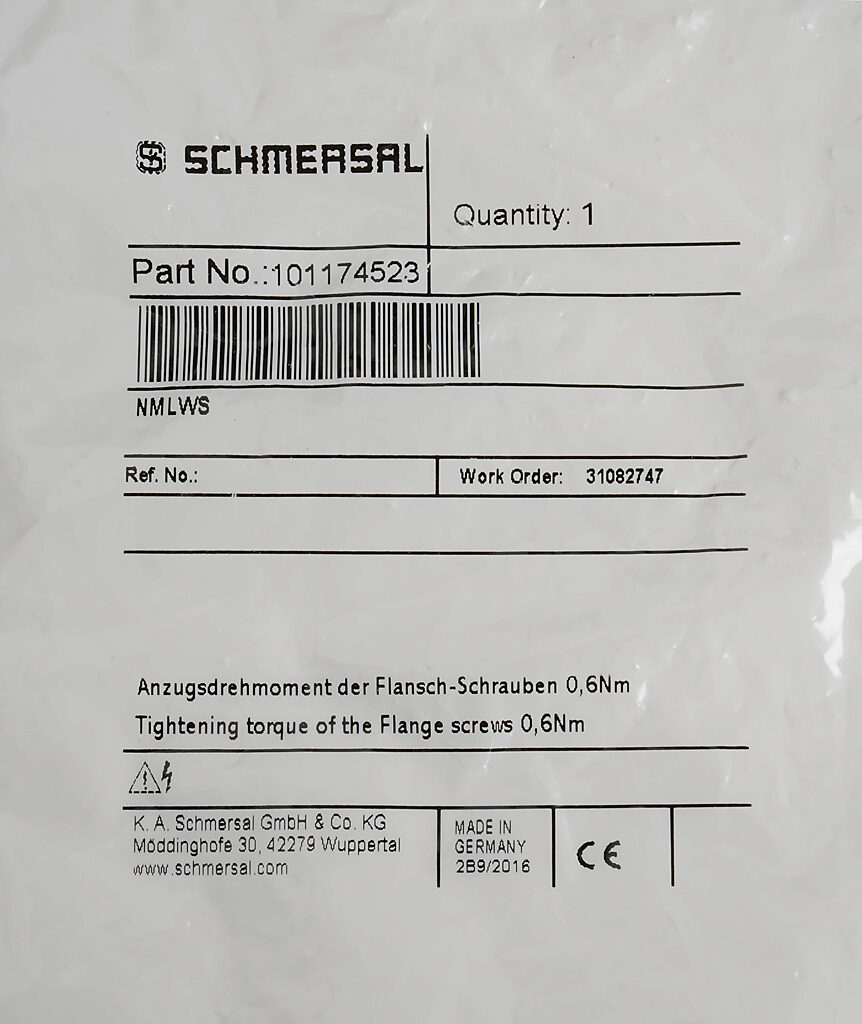 SCHMERSAL
Quantity: 1
Part No.:101174523
NMLWS
Ref. No.:
Work Order: 31082747
Anzugsdrehmoment der Flansch-Schrauben 0,6Nm
Tightening torque of the Flange screws 0,6Nm
K. A. Schmersal GmbH & Co. KG
Möddinghofe 30, 42279 Wuppertal
www.schmersal.com
MADE IN
GERMANY
2B9/2016
CE